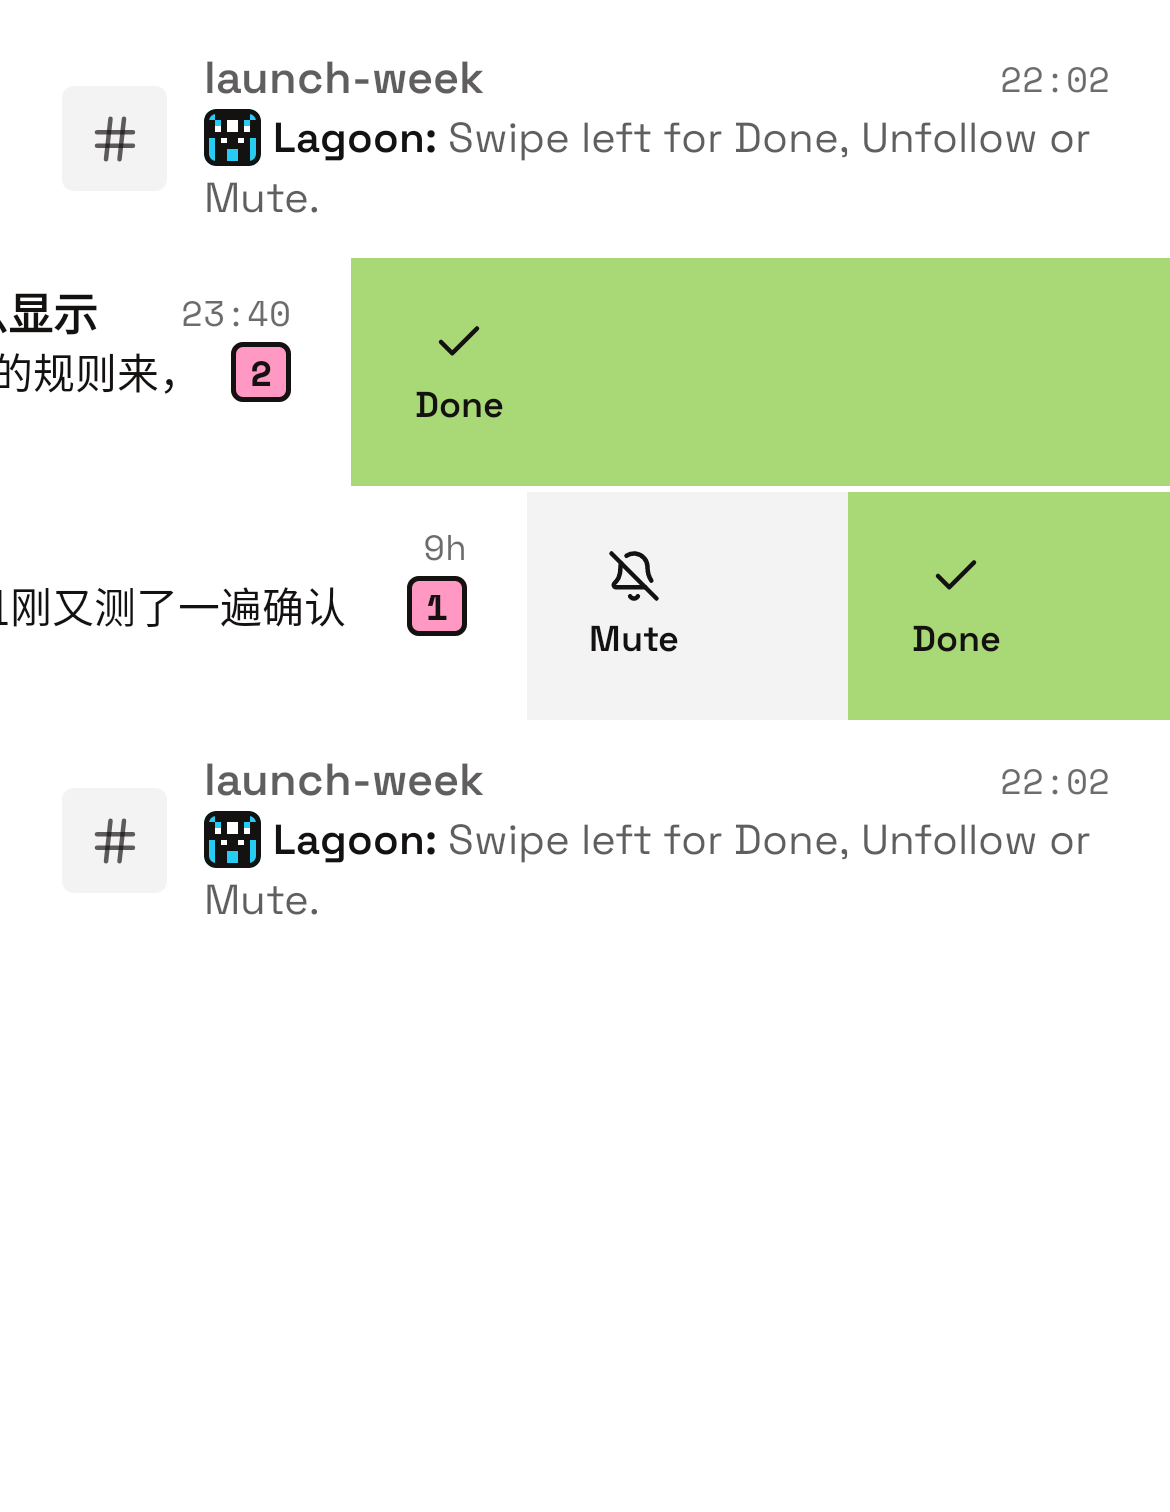 launch-week 22:02
Lagoon: Swipe left for Done, Unfollow or
Mute.
显示 23:40
的规则来， 2
Done
9h
刚又测了一遍确认 1
Mute Done
launch-week 22:02
Lagoon: Swipe left for Done, Unfollow or
Mute.